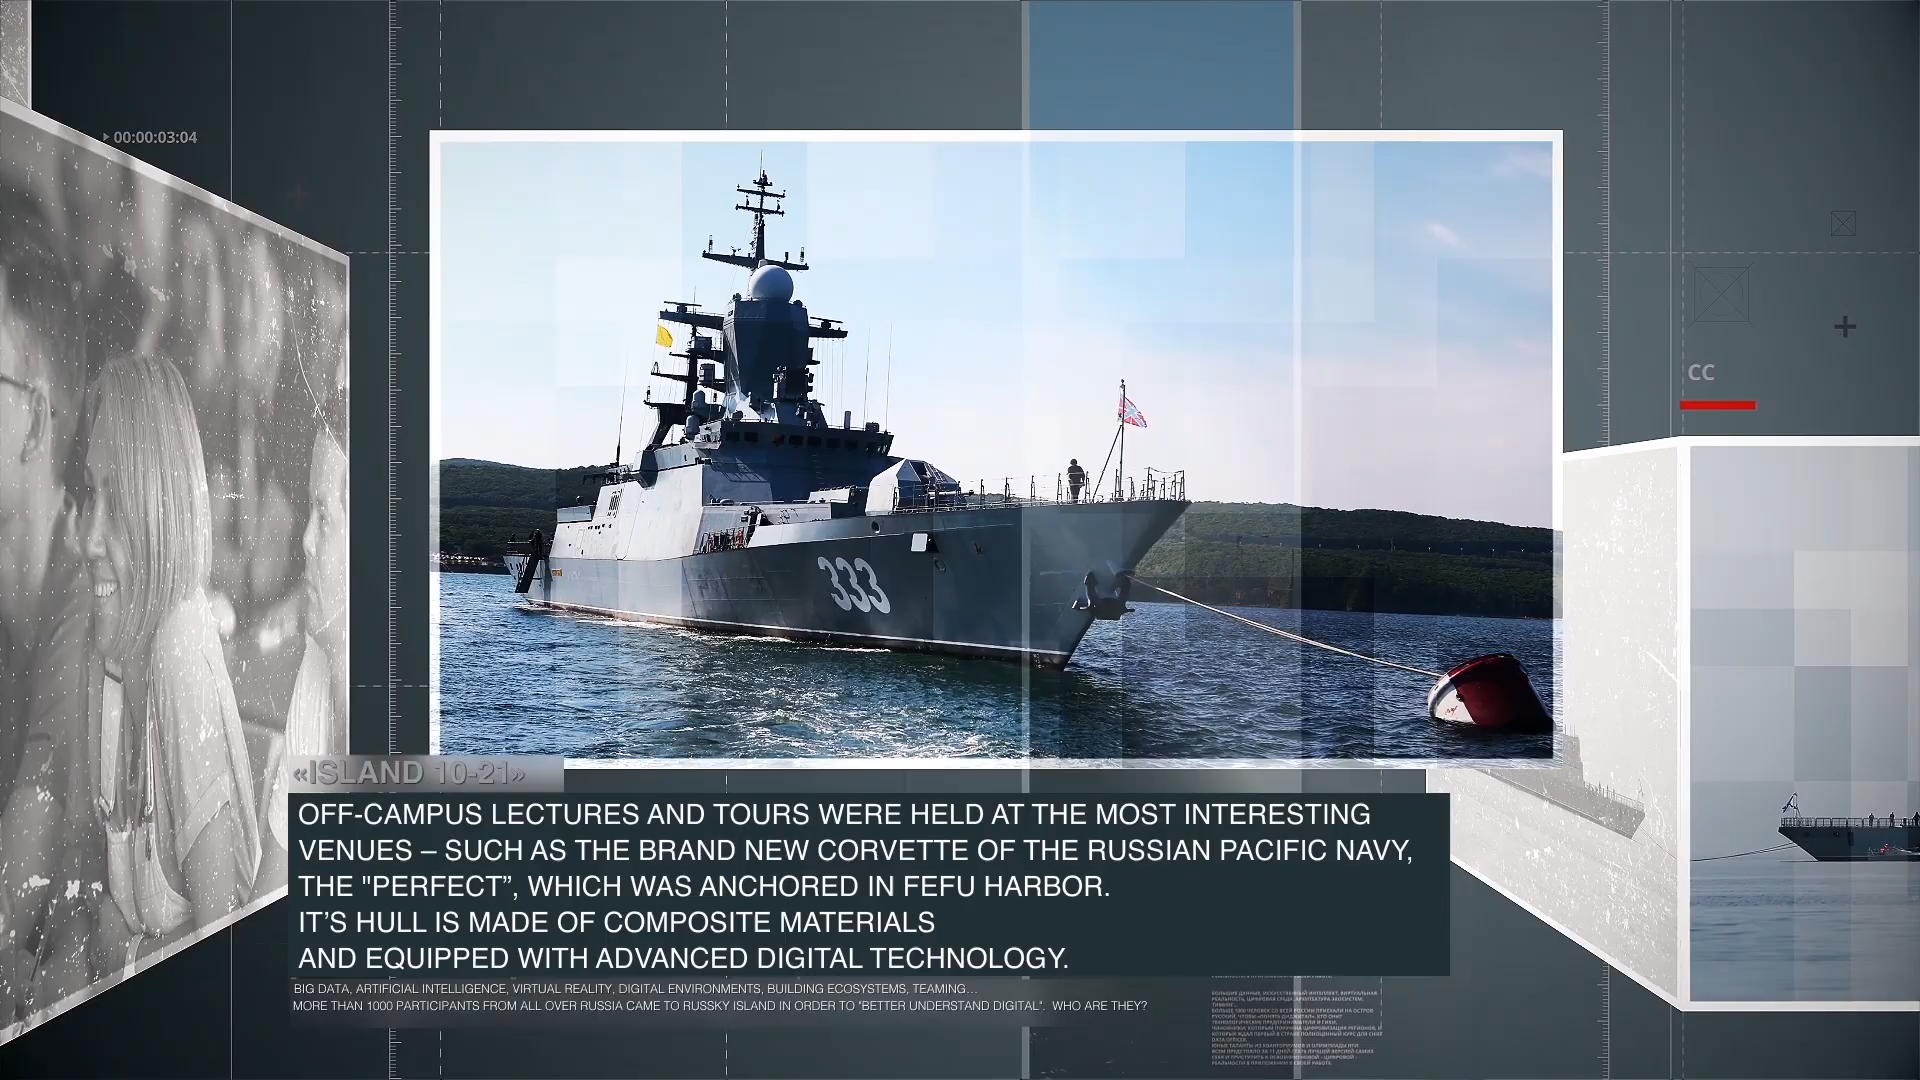 00:00:03:04
CC
333
«ISLAND 10-21»
OFF-CAMPUS LECTURES AND TOURS WERE HELD AT THE MOST INTERESTING
VENUES – SUCH AS THE BRAND NEW CORVETTE OF THE RUSSIAN PACIFIC NAVY,
THE "PERFECT”, WHICH WAS ANCHORED IN FEFU HARBOR.
IT’S HULL IS MADE OF COMPOSITE MATERIALS
AND EQUIPPED WITH ADVANCED DIGITAL TECHNOLOGY.
BIG DATA, ARTIFICIAL INTELLIGENCE, VIRTUAL REALITY, DIGITAL ENVIRONMENTS, BUILDING ECOSYSTEMS, TEAMING...
MORE THAN 1000 PARTICIPANTS FROM ALL OVER RUSSIA CAME TO RUSSKY ISLAND IN ORDER TO "BETTER UNDERSTAND DIGITAL". WHO ARE THEY?